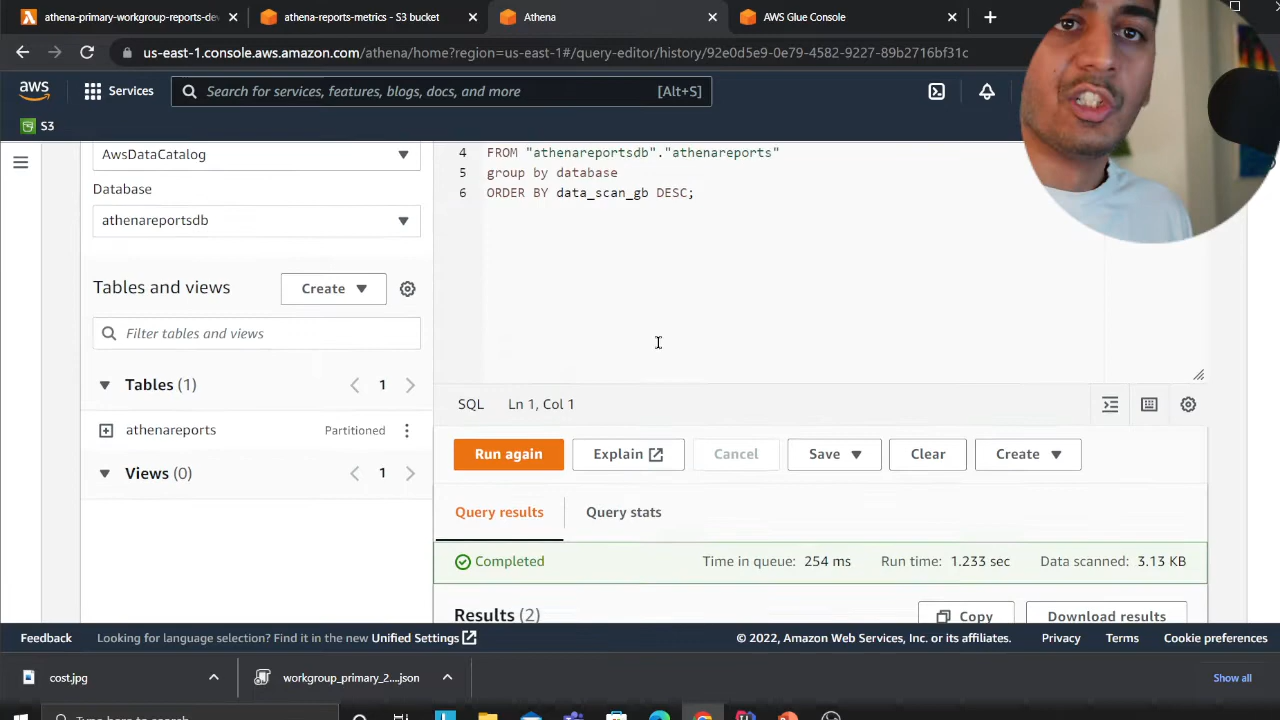 athena-primary-workgroup-reports-dev
athena-reports-metrics - S3 bucket
Athena
AWS Glue Console
us-east-1.console.aws.amazon.com/athena/home?region=us-east-1#/query-editor/history/92e0d5e9-0e79-4582-9227-89b2716bf31c
aws
Services
Search for services, features, blogs, docs, and more
[Alt+S]
S3
AwsDataCatalog
Database
athenareportsdb
Tables and views
Create
Filter tables and views
Tables (1)
1
athenareports
Partitioned
Views (0)
1
4 FROM "athenareportsdb"."athenareports"
5 group by database
6 ORDER BY data_scan_gb DESC;
SQL
Ln 1, Col 1
Run again
Explain
Cancel
Save
Clear
Create
Query results
Query stats
Completed
Time in queue: 254 ms
Run time: 1.233 sec
Data scanned: 3.13 KB
Results (2)
Copy
Download results
Feedback
Looking for language selection? Find it in the new Unified Settings
© 2022, Amazon Web Services, Inc. or its affiliates.
Privacy
Terms
Cookie preferences
cost.jpg
workgroup_primary_2....json
Show all
Type here to search